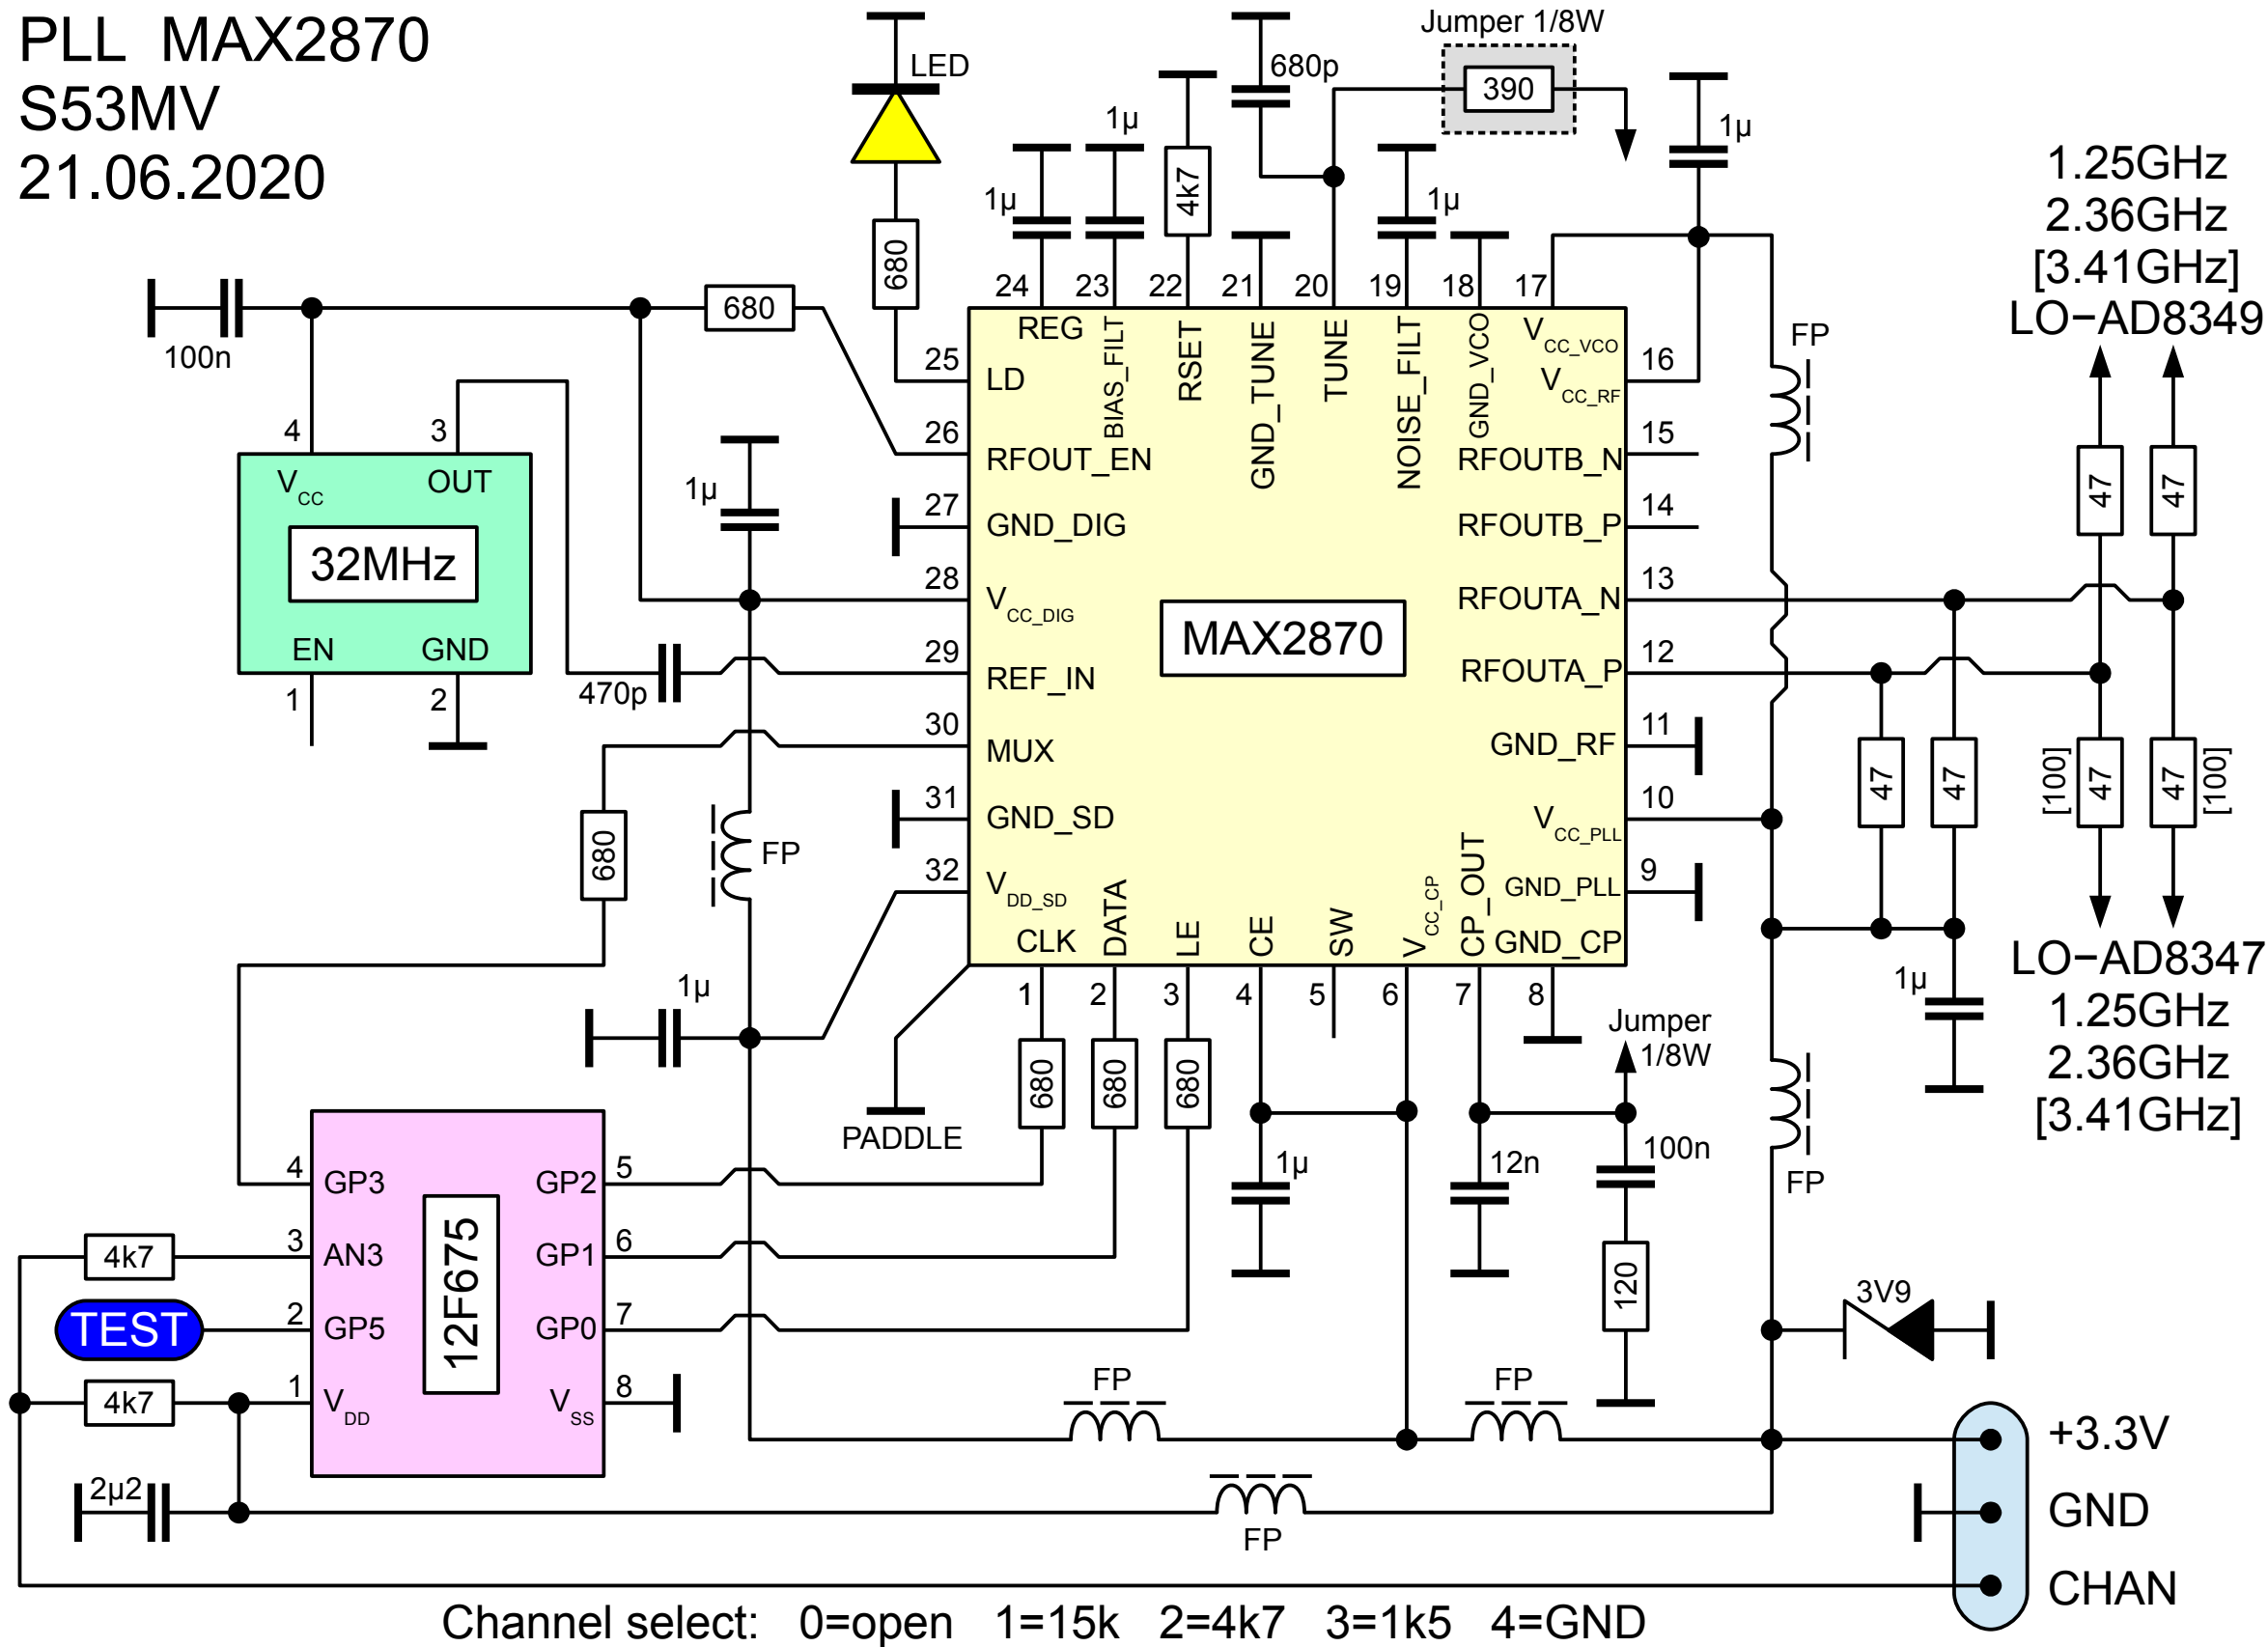 PLL MAX2870
S53MV
21.06.2020
LED
680
680p
Jumper 1/8W
390
1µ
1µ
1µ
4k7
1µ
1.25GHz
2.36GHz
[3.41GHz]
LO−AD8349
100n
680
24
23
22
21
20
19
18
17
REG
BIAS_FILT
RSET
GND_TUNE
TUNE
NOISE_FILT
GND_VCO
VCC_VCO
FP
25
LD
16
VCC_RF
26
RFOUT_EN
15
RFOUTB_N
27
GND_DIG
14
RFOUTB_P
28
VCC_DIG
13
RFOUTA_N
29
REF_IN
12
RFOUTA_P
30
MUX
11
GND_RF
31
GND_SD
10
VCC_PLL
32
VDD_SD
9
GND_PLL
MAX2870
CLK
DATA
LE
CE
SW
VCC_CP
CP_OUT
GND_CP
1
2
3
4
5
6
7
8
4
3
VCC
OUT
32MHz
EN
GND
1
2
1µ
470p
680
FP
1µ
47
47
47
47
[100]
47
47
[100]
LO−AD8347
1.25GHz
2.36GHz
[3.41GHz]
1µ
Jumper
1/8W
680
680
680
PADDLE
1µ
12n
100n
120
FP
4
GP3
GP2
5
4k7
3
AN3
GP1
6
TEST
2
GP5
GP0
7
4k7
1
VDD
VSS
8
12F675
3V9
FP
FP
2µ2
FP
+3.3V
GND
CHAN
Channel select: 0=open 1=15k 2=4k7 3=1k5 4=GND